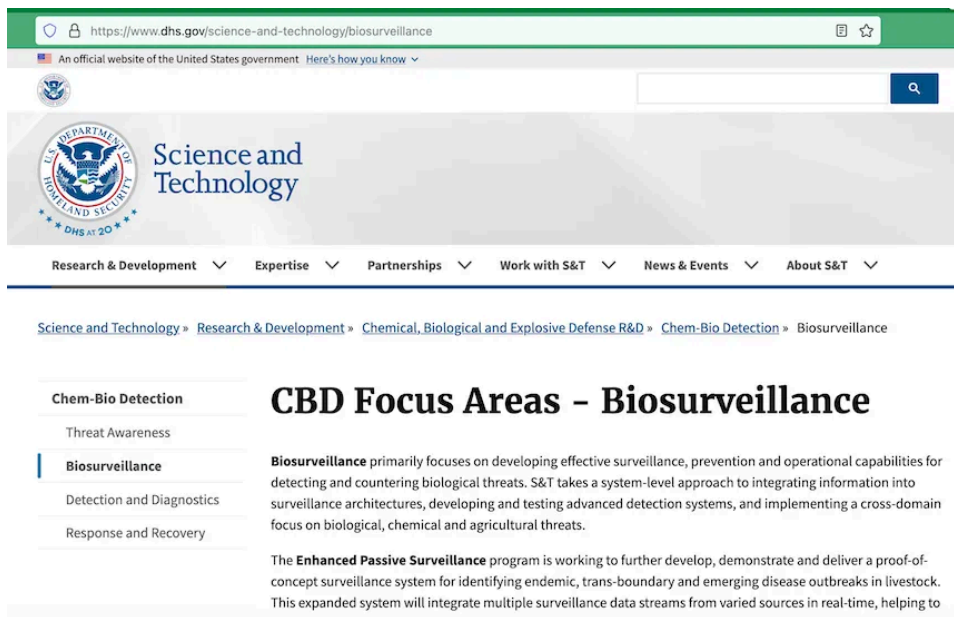 https://www.dhs.gov/science-and-technology/biosurveillance
An official website of the United States government Here's how you know
U.S. DEPARTMENT OF HOMELAND SECURITY
DHS AT 20
Science and
Technology
Research & Development Expertise Partnerships Work with S&T News & Events About S&T
Science and Technology » Research & Development » Chemical, Biological and Explosive Defense R&D » Chem-Bio Detection » Biosurveillance
Chem-Bio Detection
Threat Awareness
Biosurveillance
Detection and Diagnostics
Response and Recovery
CBD Focus Areas - Biosurveillance
Biosurveillance primarily focuses on developing effective surveillance, prevention and operational capabilities for
detecting and countering biological threats. S&T takes a system-level approach to integrating information into
surveillance architectures, developing and testing advanced detection systems, and implementing a cross-domain
focus on biological, chemical and agricultural threats.
The Enhanced Passive Surveillance program is working to further develop, demonstrate and deliver a proof-of-
concept surveillance system for identifying endemic, trans-boundary and emerging disease outbreaks in livestock.
This expanded system will integrate multiple surveillance data streams from varied sources in real-time, helping to